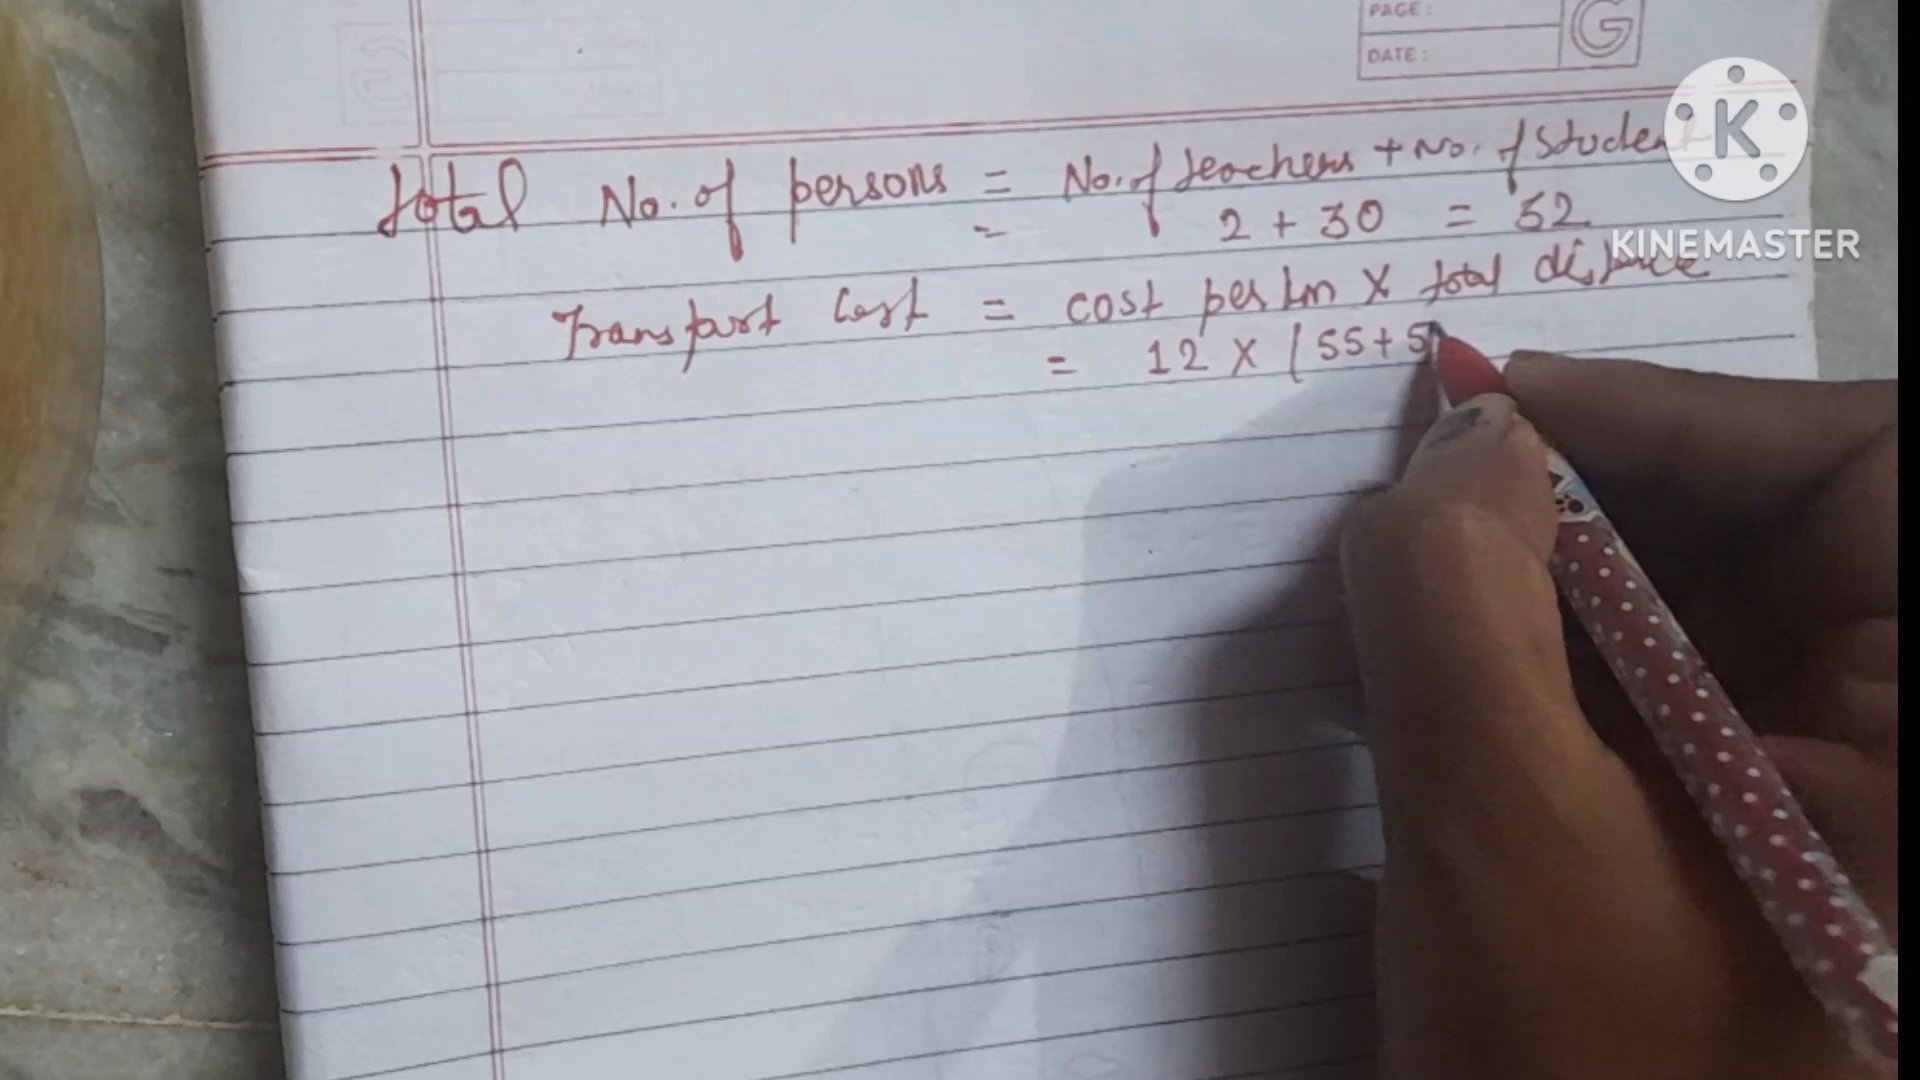 PAGE:
DATE:
G
K
KINEMASTER
Total No. of persons = No. of teachers + No. of Student
= 2 + 30 = 32
Transport Cost = cost per km X total distance
= 12 X (55+5